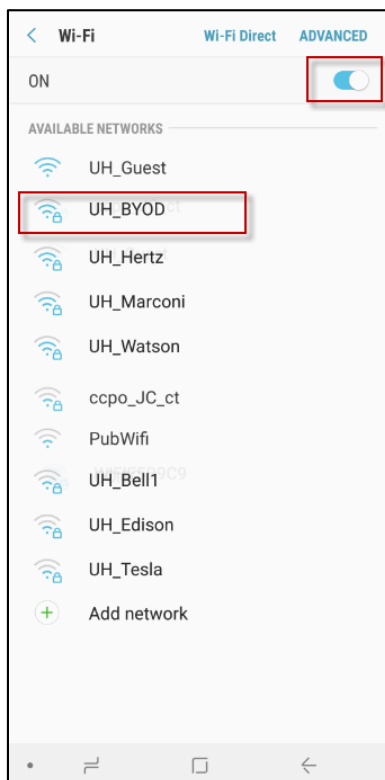 Wi-Fi Wi-Fi Direct ADVANCED
ON
AVAILABLE NETWORKS
UH_Guest
UH_BYOD
UH_Hertz
UH_Marconi
UH_Watson
ccpo_JC_ct
PubWifi
UH_Bell1
UH_Edison
UH_Tesla
Add network